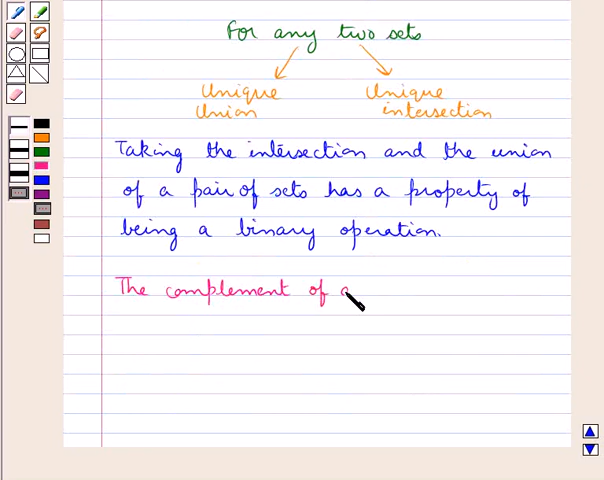 For any two sets
Unique Unique
Union intersection
Taking the intersection and the union
of a pair of sets has a property of
being a binary operation.
The complement of a